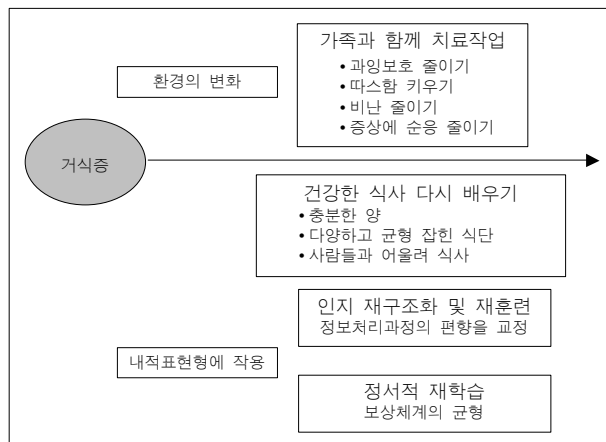 가족과 함께 치료작업
• 과잉보호 줄이기
• 따스함 키우기
• 비난 줄이기
• 증상에 순응 줄이기
환경의 변화
거식증
건강한 식사 다시 배우기
• 충분한 양
• 다양하고 균형 잡힌 식단
• 사람들과 어울려 식사
인지 재구조화 및 재훈련
정보처리과정의 편향을 교정
내적표현형에 작용
정서적 재학습
보상체계의 균형